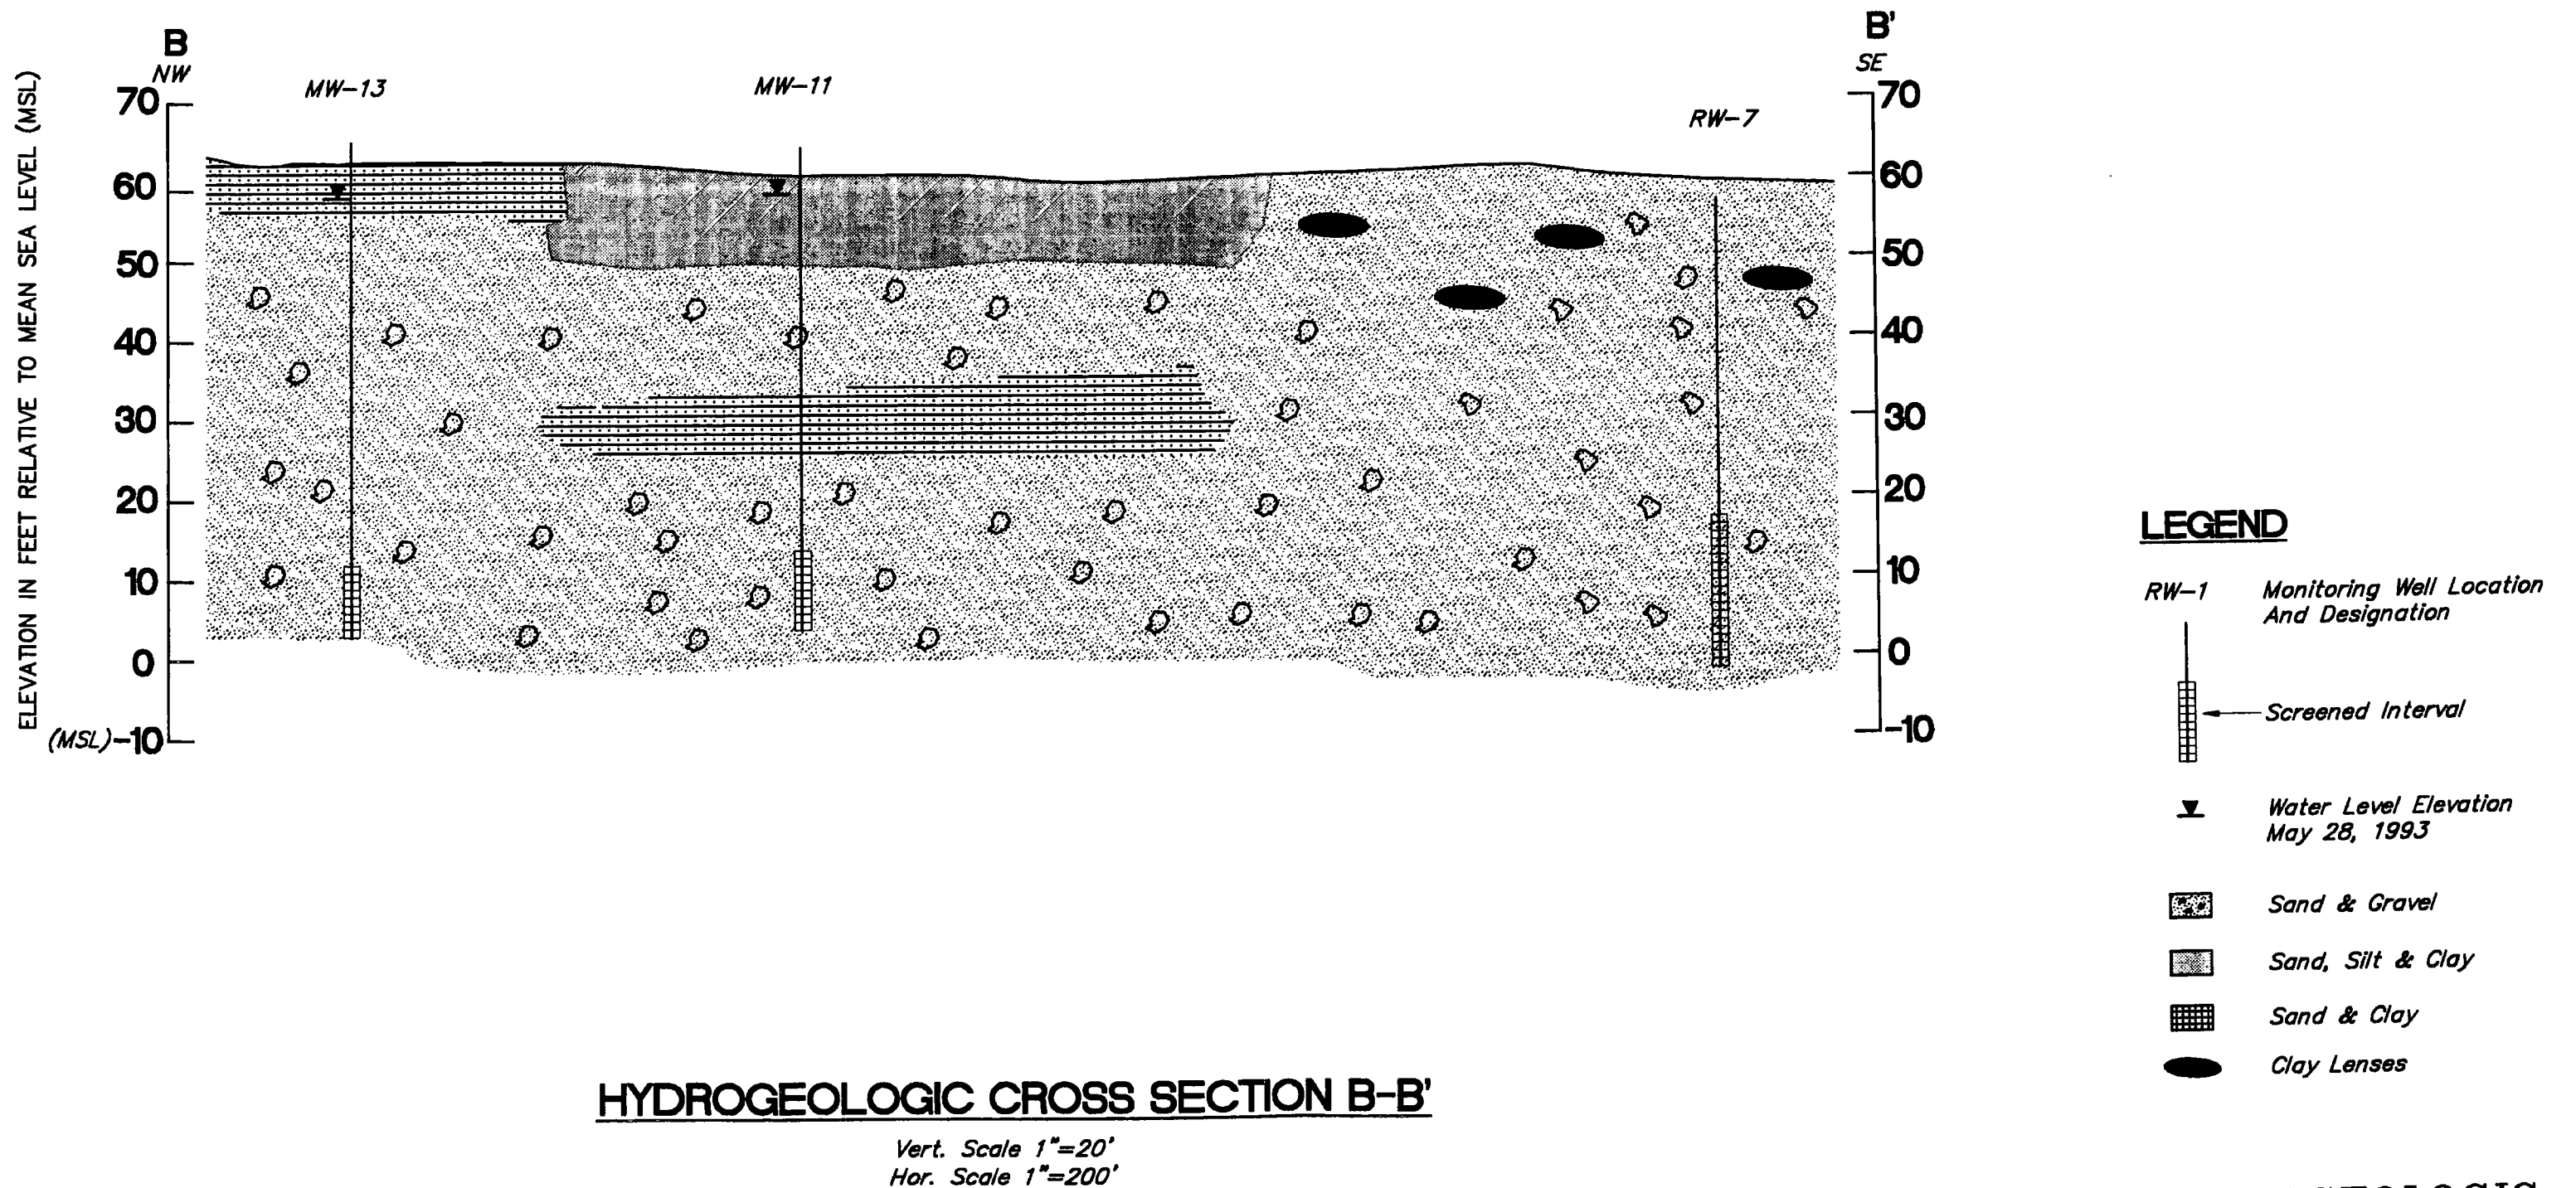 B
NW
MW-13
MW-11
B'
SE
RW-7
ELEVATION IN FEET RELATIVE TO MEAN SEA LEVEL (MSL)
70
60
50
40
30
20
10
0
(MSL)-10
70
60
50
40
30
20
10
0
-10
LEGEND
RW-1 Monitoring Well Location
And Designation
Screened Interval
Water Level Elevation
May 28, 1993
Sand & Gravel
Sand, Silt & Clay
Sand & Clay
Clay Lenses
HYDROGEOLOGIC CROSS SECTION B-B'
Vert. Scale 1"=20'
Hor. Scale 1"=200'